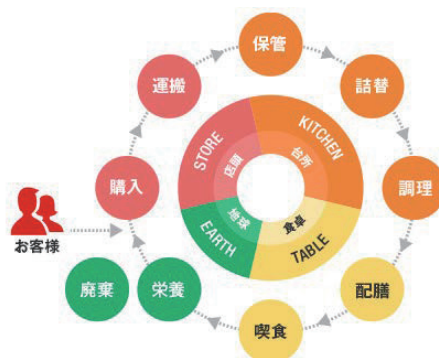 保管
運搬
詰替
STORE
KITCHEN
店頭
台所
購入
調理
お客様
EARTH
地球
食卓
TABLE
廃棄
栄養
配膳
喫食